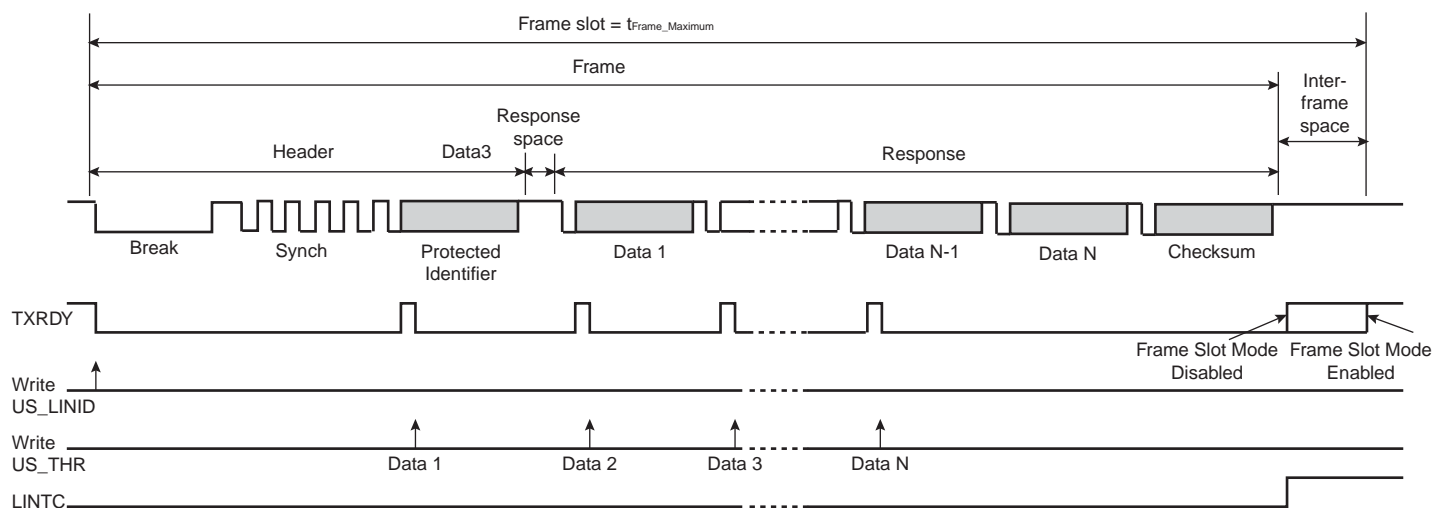 Frame slot = tFrame_Maximum
Frame
Inter-
frame
space
Response
space
Header
Data3
Response
Break
Synch
Protected
Identifier
Data 1
Data N-1
Data N
Checksum
TXRDY
Frame Slot Mode
Disabled
Frame Slot Mode
Enabled
Write
US_LINID
Write
US_THR
Data 1
Data 2
Data 3
Data N
LINTC